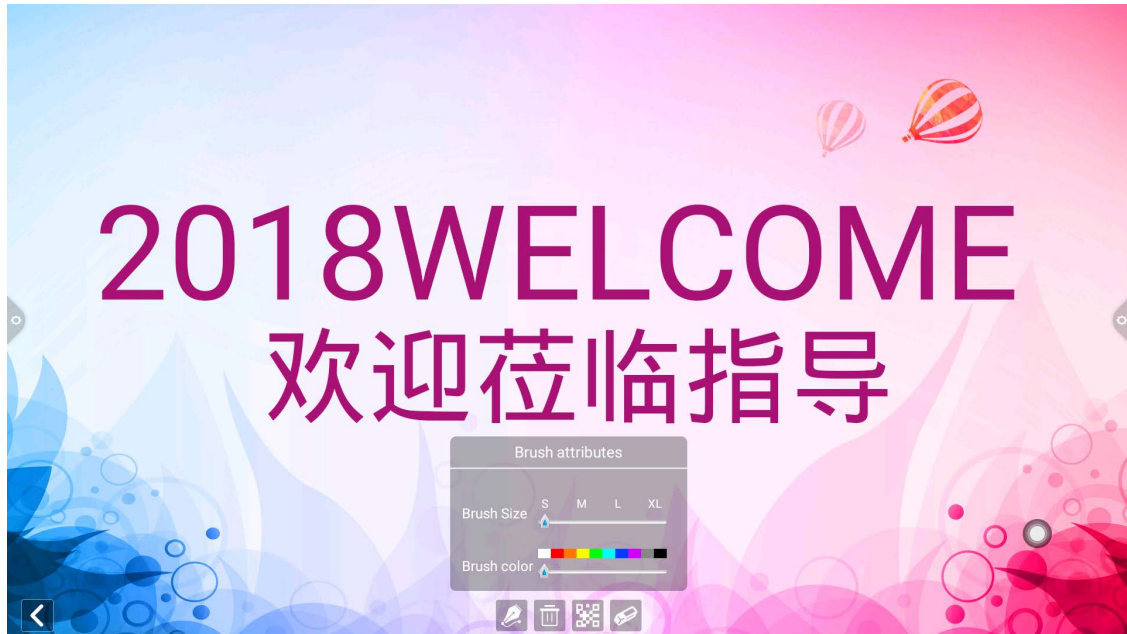 2018WELCOME
欢迎莅临指导
Brush attributes
S M L XL
Brush Size
Brush color